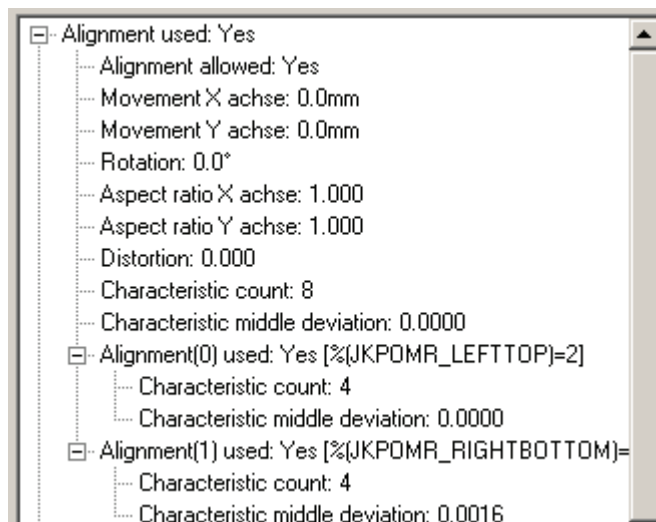 Alignment used: Yes
Alignment allowed: Yes
Movement X achse: 0.0mm
Movement Y achse: 0.0mm
Rotation: 0.0°
Aspect ratio X achse: 1.000
Aspect ratio Y achse: 1.000
Distortion: 0.000
Characteristic count: 8
Characteristic middle deviation: 0.0000
Alignment(0) used: Yes [%(JKPOMR_LEFTTOP)=2]
Characteristic count: 4
Characteristic middle deviation: 0.0000
Alignment(1) used: Yes [%(JKPOMR_RIGHTBOTTOM)=
Characteristic count: 4
Characteristic middle deviation: 0.0016